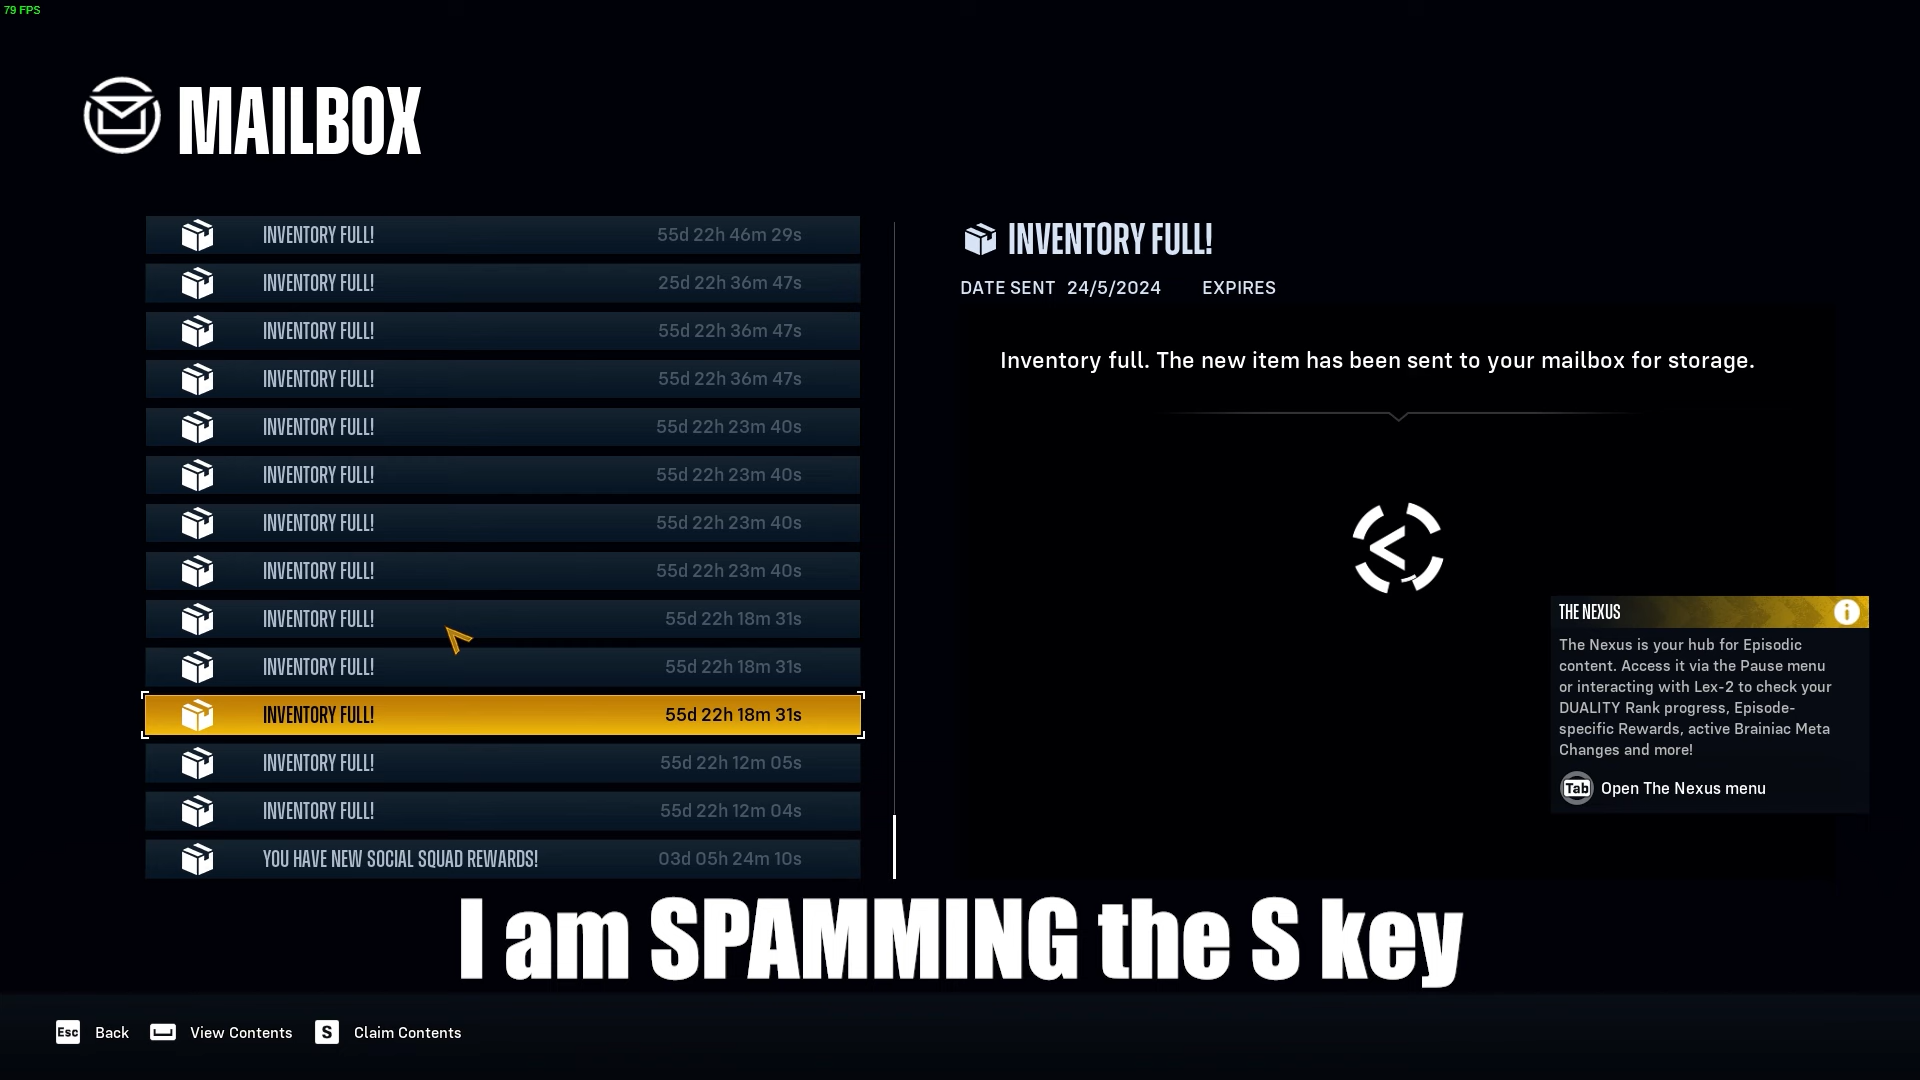 79 FPS
MAILBOX
INVENTORY FULL! 55d 22h 46m 29s
INVENTORY FULL! 25d 22h 36m 47s
INVENTORY FULL! 55d 22h 36m 47s
INVENTORY FULL! 55d 22h 36m 47s
INVENTORY FULL! 55d 22h 23m 40s
INVENTORY FULL! 55d 22h 23m 40s
INVENTORY FULL! 55d 22h 23m 40s
INVENTORY FULL! 55d 22h 23m 40s
INVENTORY FULL! 55d 22h 18m 31s
INVENTORY FULL! 55d 22h 18m 31s
INVENTORY FULL! 55d 22h 18m 31s
INVENTORY FULL! 55d 22h 12m 05s
INVENTORY FULL! 55d 22h 12m 04s
YOU HAVE NEW SOCIAL SQUAD REWARDS! 03d 05h 24m 10s
INVENTORY FULL!
DATE SENT 24/5/2024 EXPIRES
Inventory full. The new item has been sent to your mailbox for storage.
THE NEXUS
The Nexus is your hub for Episodic
content. Access it via the Pause menu
or interacting with Lex-2 to check your
DUALITY Rank progress, Episode-
specific Rewards, active Brainiac Meta
Changes and more!
Tab Open The Nexus menu
I am SPAMMING the S key
Esc Back View Contents S Claim Contents